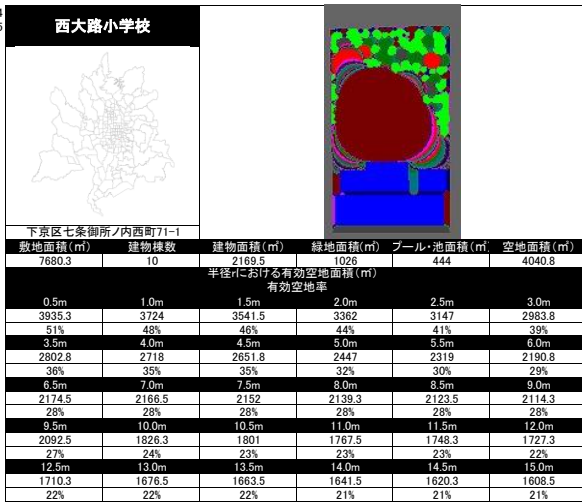 西大路小学校
下京区七条御所ノ内西町71-1
敷地面積(㎡) 建物棟数 建物面積(㎡) 緑地面積(㎡) プール・池面積(㎡) 空地面積(㎡)
7680.3 10 2169.5 1026 444 4040.8
半径rにおける有効空地面積(㎡)
有効空地率
0.5m 1.0m 1.5m 2.0m 2.5m 3.0m
3935.3 3724 3541.5 3362 3147 2983.8
51% 48% 46% 44% 41% 39%
3.5m 4.0m 4.5m 5.0m 5.5m 6.0m
2802.8 2718 2651.8 2447 2319 2190.8
36% 35% 35% 32% 30% 29%
6.5m 7.0m 7.5m 8.0m 8.5m 9.0m
2174.5 2166.5 2152 2139.3 2123.5 2114.3
28% 28% 28% 28% 28% 28%
9.5m 10.0m 10.5m 11.0m 11.5m 12.0m
2092.5 1826.3 1801 1767.5 1748.3 1727.3
27% 24% 23% 23% 23% 22%
12.5m 13.0m 13.5m 14.0m 14.5m 15.0m
1710.3 1676.5 1663.5 1641.5 1620.3 1608.5
22% 22% 22% 21% 21% 21%